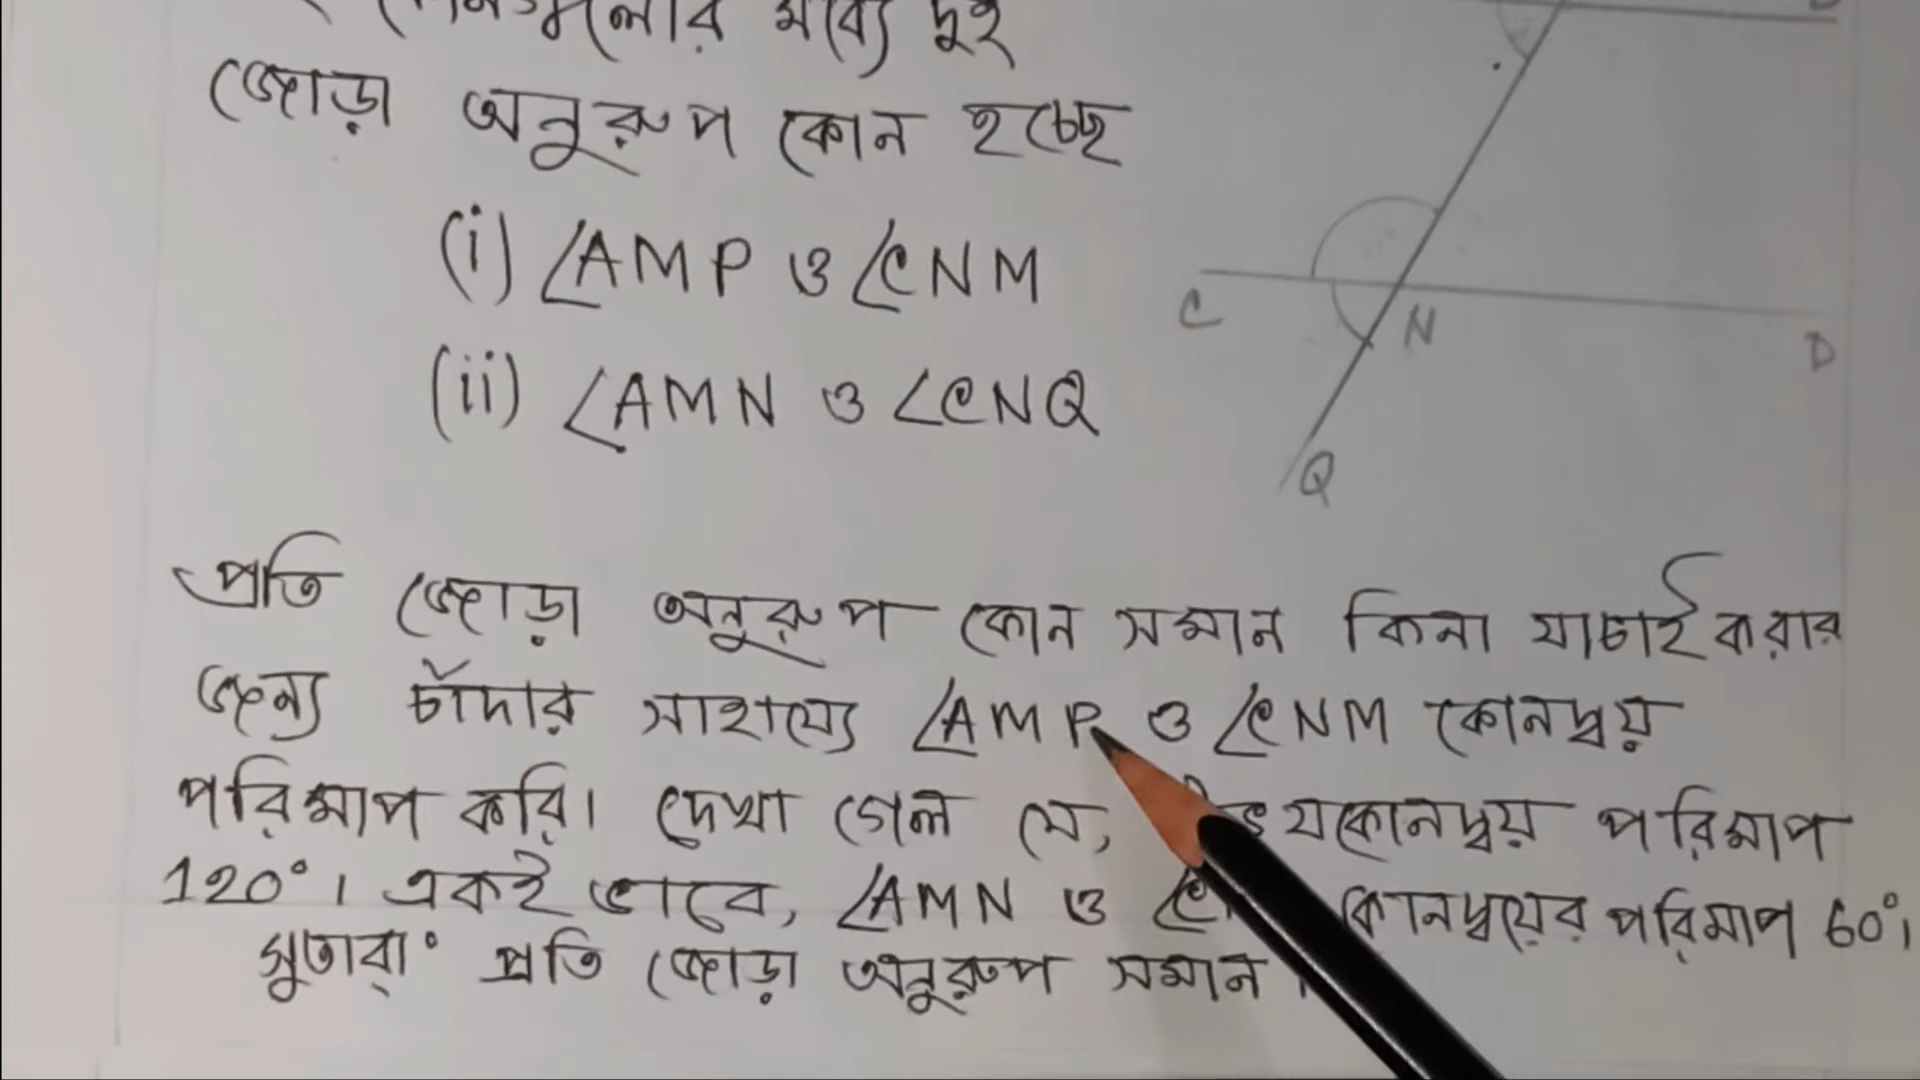 মধ্যে দুই
জোড়া অনুরুপ কোন হচ্ছে
(i) ∠AMP ও ∠CNM
(ii) ∠AMN ও ∠CNQ
C
N
D
Q
প্রতি জোড়া অনুরুপ কোন সমান কিনা যাচাই করার
জন্য চাঁদার সাহায্যে ∠AMP ও ∠CNM কোনদ্বয়
পরিমাপ করি। দেখা গেল যে, কোনদ্বয় পরিমাপ
120°। একই ভাবে, ∠AMN ও কোনদ্বয়ের পরিমাপ 60°।
সুতারাং প্রতি জোড়া অনুরুপ সমান।